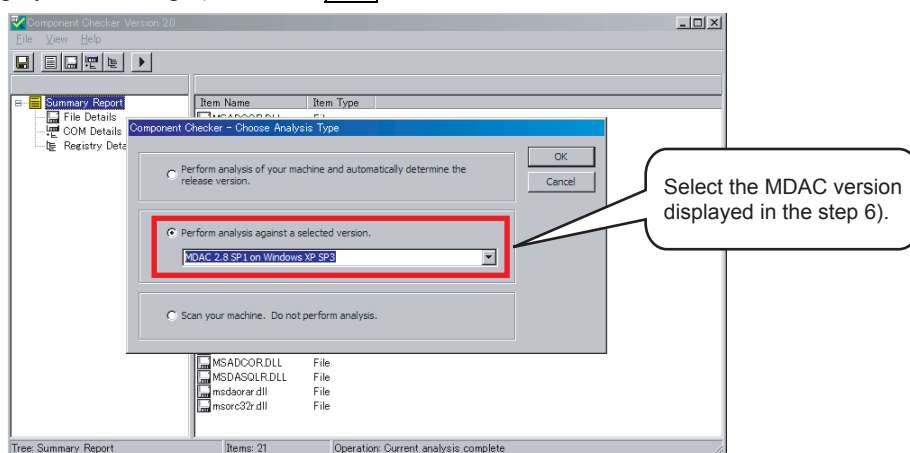 Component Checker Version 2.0
File View Help
Item Name Item Type
Summary Report
File Details
COM Details
Component Checker - Choose Analysis Type
Perform analysis of your machine and automatically determine the
release version.
OK
Cancel
Perform analysis against a selected version.
MDAC 2.8 SP1 on Windows XP SP3
Select the MDAC version
displayed in the step 6).
Scan your machine. Do not perform analysis.
MSADCOR.DLL File
MSDASQLR.DLL File
msdaorar.dll File
msorc32r.dll File
Tree: Summary Report Items: 21 Operation: Current analysis complete